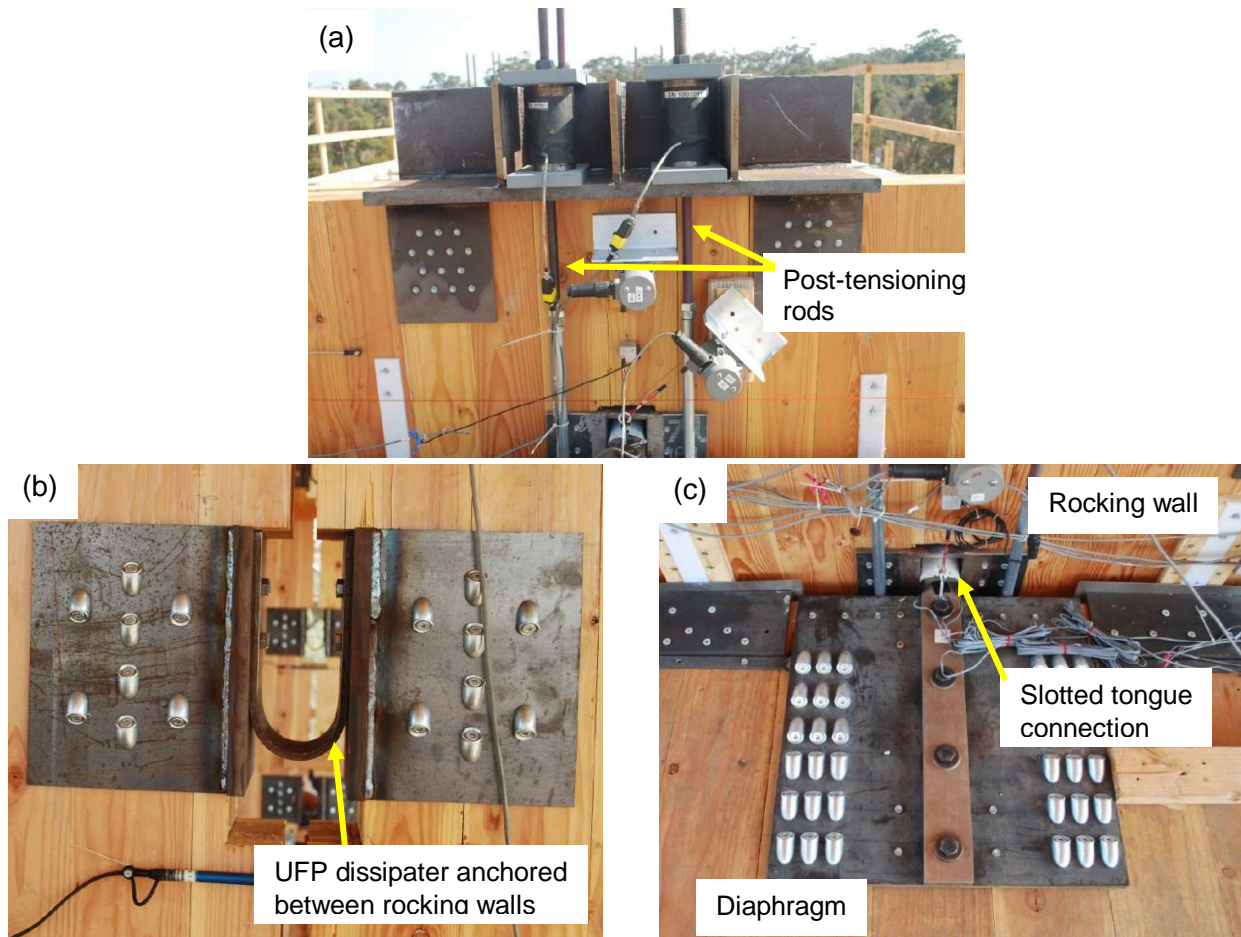 (a)
Post-tensioning
rods
(b)
UFP dissipater anchored
between rocking walls
(c)
Rocking wall
Slotted tongue
connection
Diaphragm